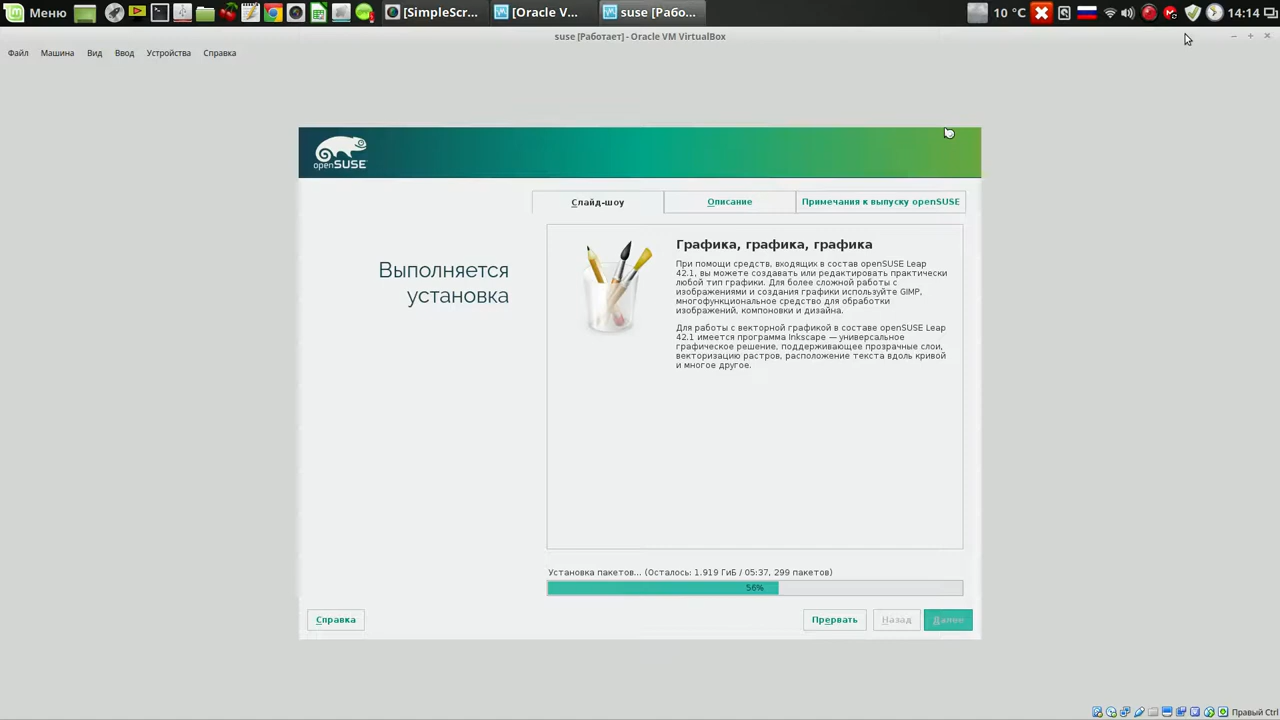 Меню
[SimpleScr...
[Oracle V...
suse [Рабо...
10 °C
14:14
suse [Работает] - Oracle VM VirtualBox
Файл
Машина
Вид
Ввод
Устройства
Справка
openSUSE
Слайд-шоу
Описание
Примечания к выпуску openSUSE
Выполняется
установка
Графика, графика, графика
При помощи средств, входящих в состав openSUSE Leap
42.1, вы можете создавать или редактировать практически
любой тип графики. Для более сложной работы с
изображениями и создания графики используйте GIMP,
многофункциональное средство для обработки
изображений, компоновки и дизайна.
Для работы с векторной графикой в составе openSUSE Leap
42.1 имеется программа Inkscape — универсальное
графическое решение, поддерживающее прозрачные слои,
векторизацию растров, расположение текста вдоль кривой
и многое другое.
Установка пакетов... (Осталось: 1.919 ГиБ / 05:37, 299 пакетов)
56%
Справка
Прервать
Назад
Далее
Правый Ctrl